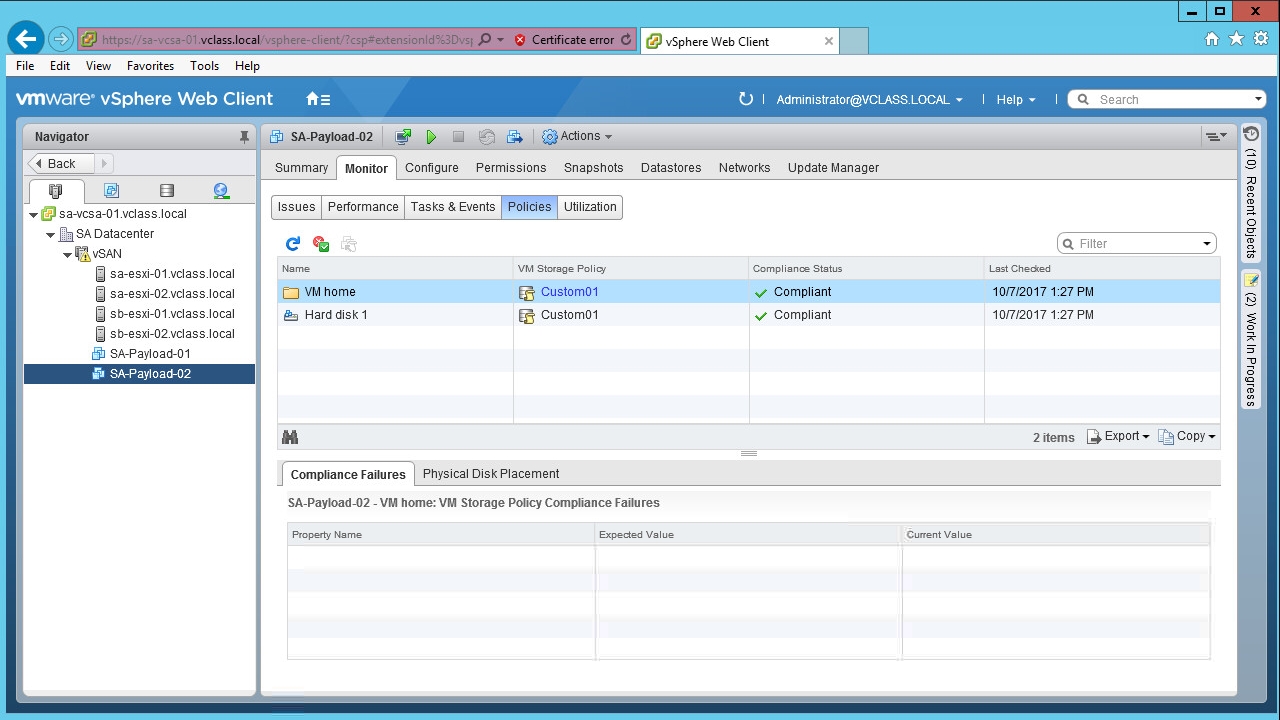 https://sa-vcsa-01.vclass.local/vsphere-client/?csp#extensionId%3Dvsp
Certificate error
vSphere Web Client
File Edit View Favorites Tools Help
vmware® vSphere Web Client
Administrator@VCLASS.LOCAL
Help
Search
Navigator
SA-Payload-02
Actions
Back
Summary Monitor Configure Permissions Snapshots Datastores Networks Update Manager
Issues Performance Tasks & Events Policies Utilization
sa-vcsa-01.vclass.local
SA Datacenter
vSAN
sa-esxi-01.vclass.local
sa-esxi-02.vclass.local
sb-esxi-01.vclass.local
sb-esxi-02.vclass.local
SA-Payload-01
SA-Payload-02
Filter
Name VM Storage Policy Compliance Status Last Checked
VM home Custom01 Compliant 10/7/2017 1:27 PM
Hard disk 1 Custom01 Compliant 10/7/2017 1:27 PM
2 items Export Copy
Compliance Failures Physical Disk Placement
SA-Payload-02 - VM home: VM Storage Policy Compliance Failures
Property Name Expected Value Current Value
(10) Recent Objects
(2) Work In Progress